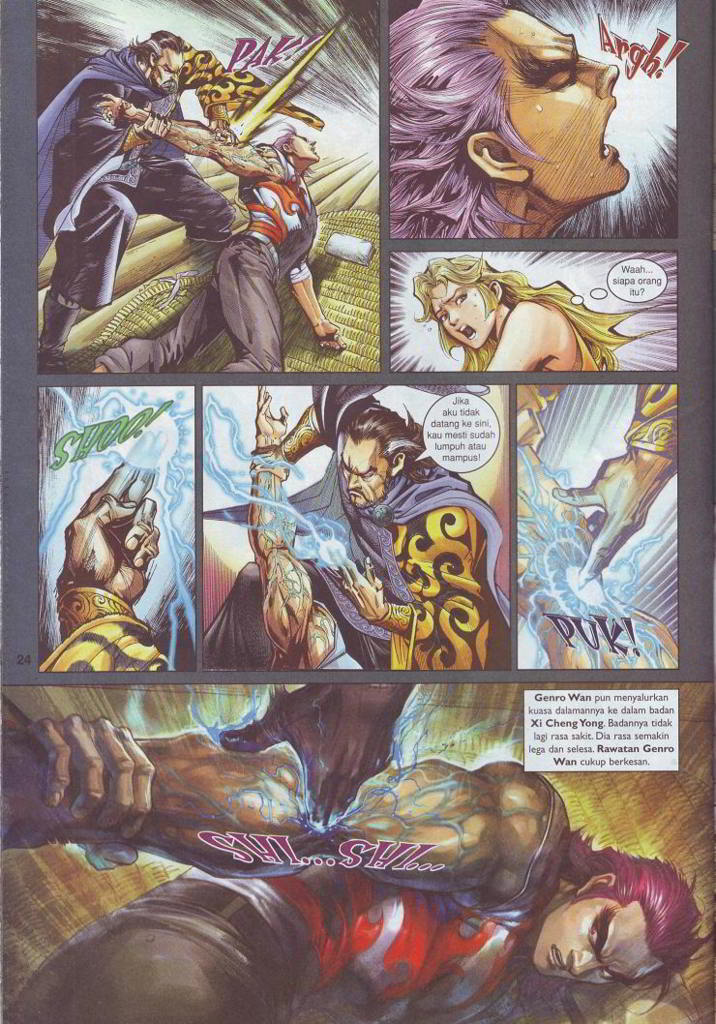 PAK!
Argh!
Waah...
siapa orang
itu?
SHOO!
Jika
aku tidak
datang ke sini,
kau mesti sudah
lumpuh atau
mampus!
PUK!
24
Genro Wan pun menyalurkan
kuasa dalamannya ke dalam badan
Xi Cheng Yong. Badannya tidak
lagi rasa sakit. Dia rasa semakin
lega dan selesa. Rawatan Genro
Wan cukup berkesan.
SHI...SHI...